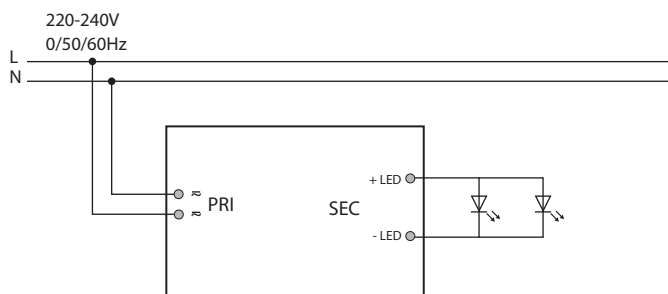 220-240V
0/50/60Hz
L
N
≂ PRI
≂
SEC
+ LED
- LED